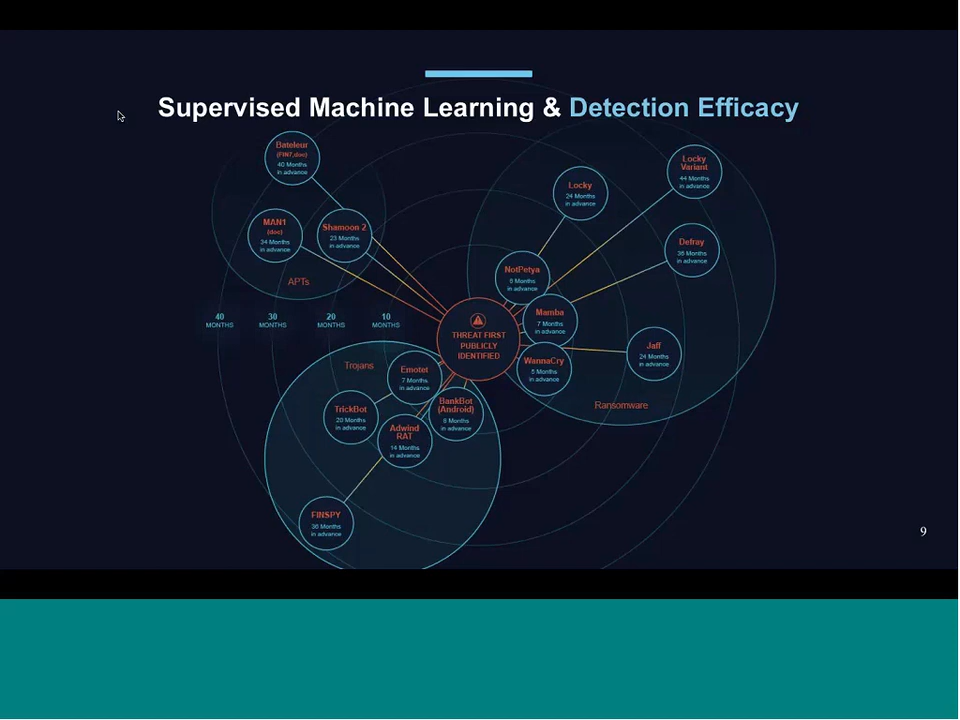 Supervised Machine Learning & Detection Efficacy
Bateleur
(FIN7,doc)
40 Months
in advance
MAN1
(doc)
34 Months
in advance
Shamoon 2
23 Months
in advance
APTs
Locky
24 Months
in advance
Locky
Variant
44 Months
in advance
Defray
36 Months
in advance
NotPetya
6 Months
in advance
Mamba
7 Months
in advance
WannaCry
5 Months
in advance
Jaff
24 Months
in advance
Ransomware
40
MONTHS
30
MONTHS
20
MONTHS
10
MONTHS
THREAT FIRST
PUBLICLY
IDENTIFIED
Trojans
Emotet
7 Months
in advance
TrickBot
20 Months
in advance
Adwind
RAT
14 Months
in advance
BankBot
(Android)
8 Months
in advance
FINSPY
36 Months
in advance
9